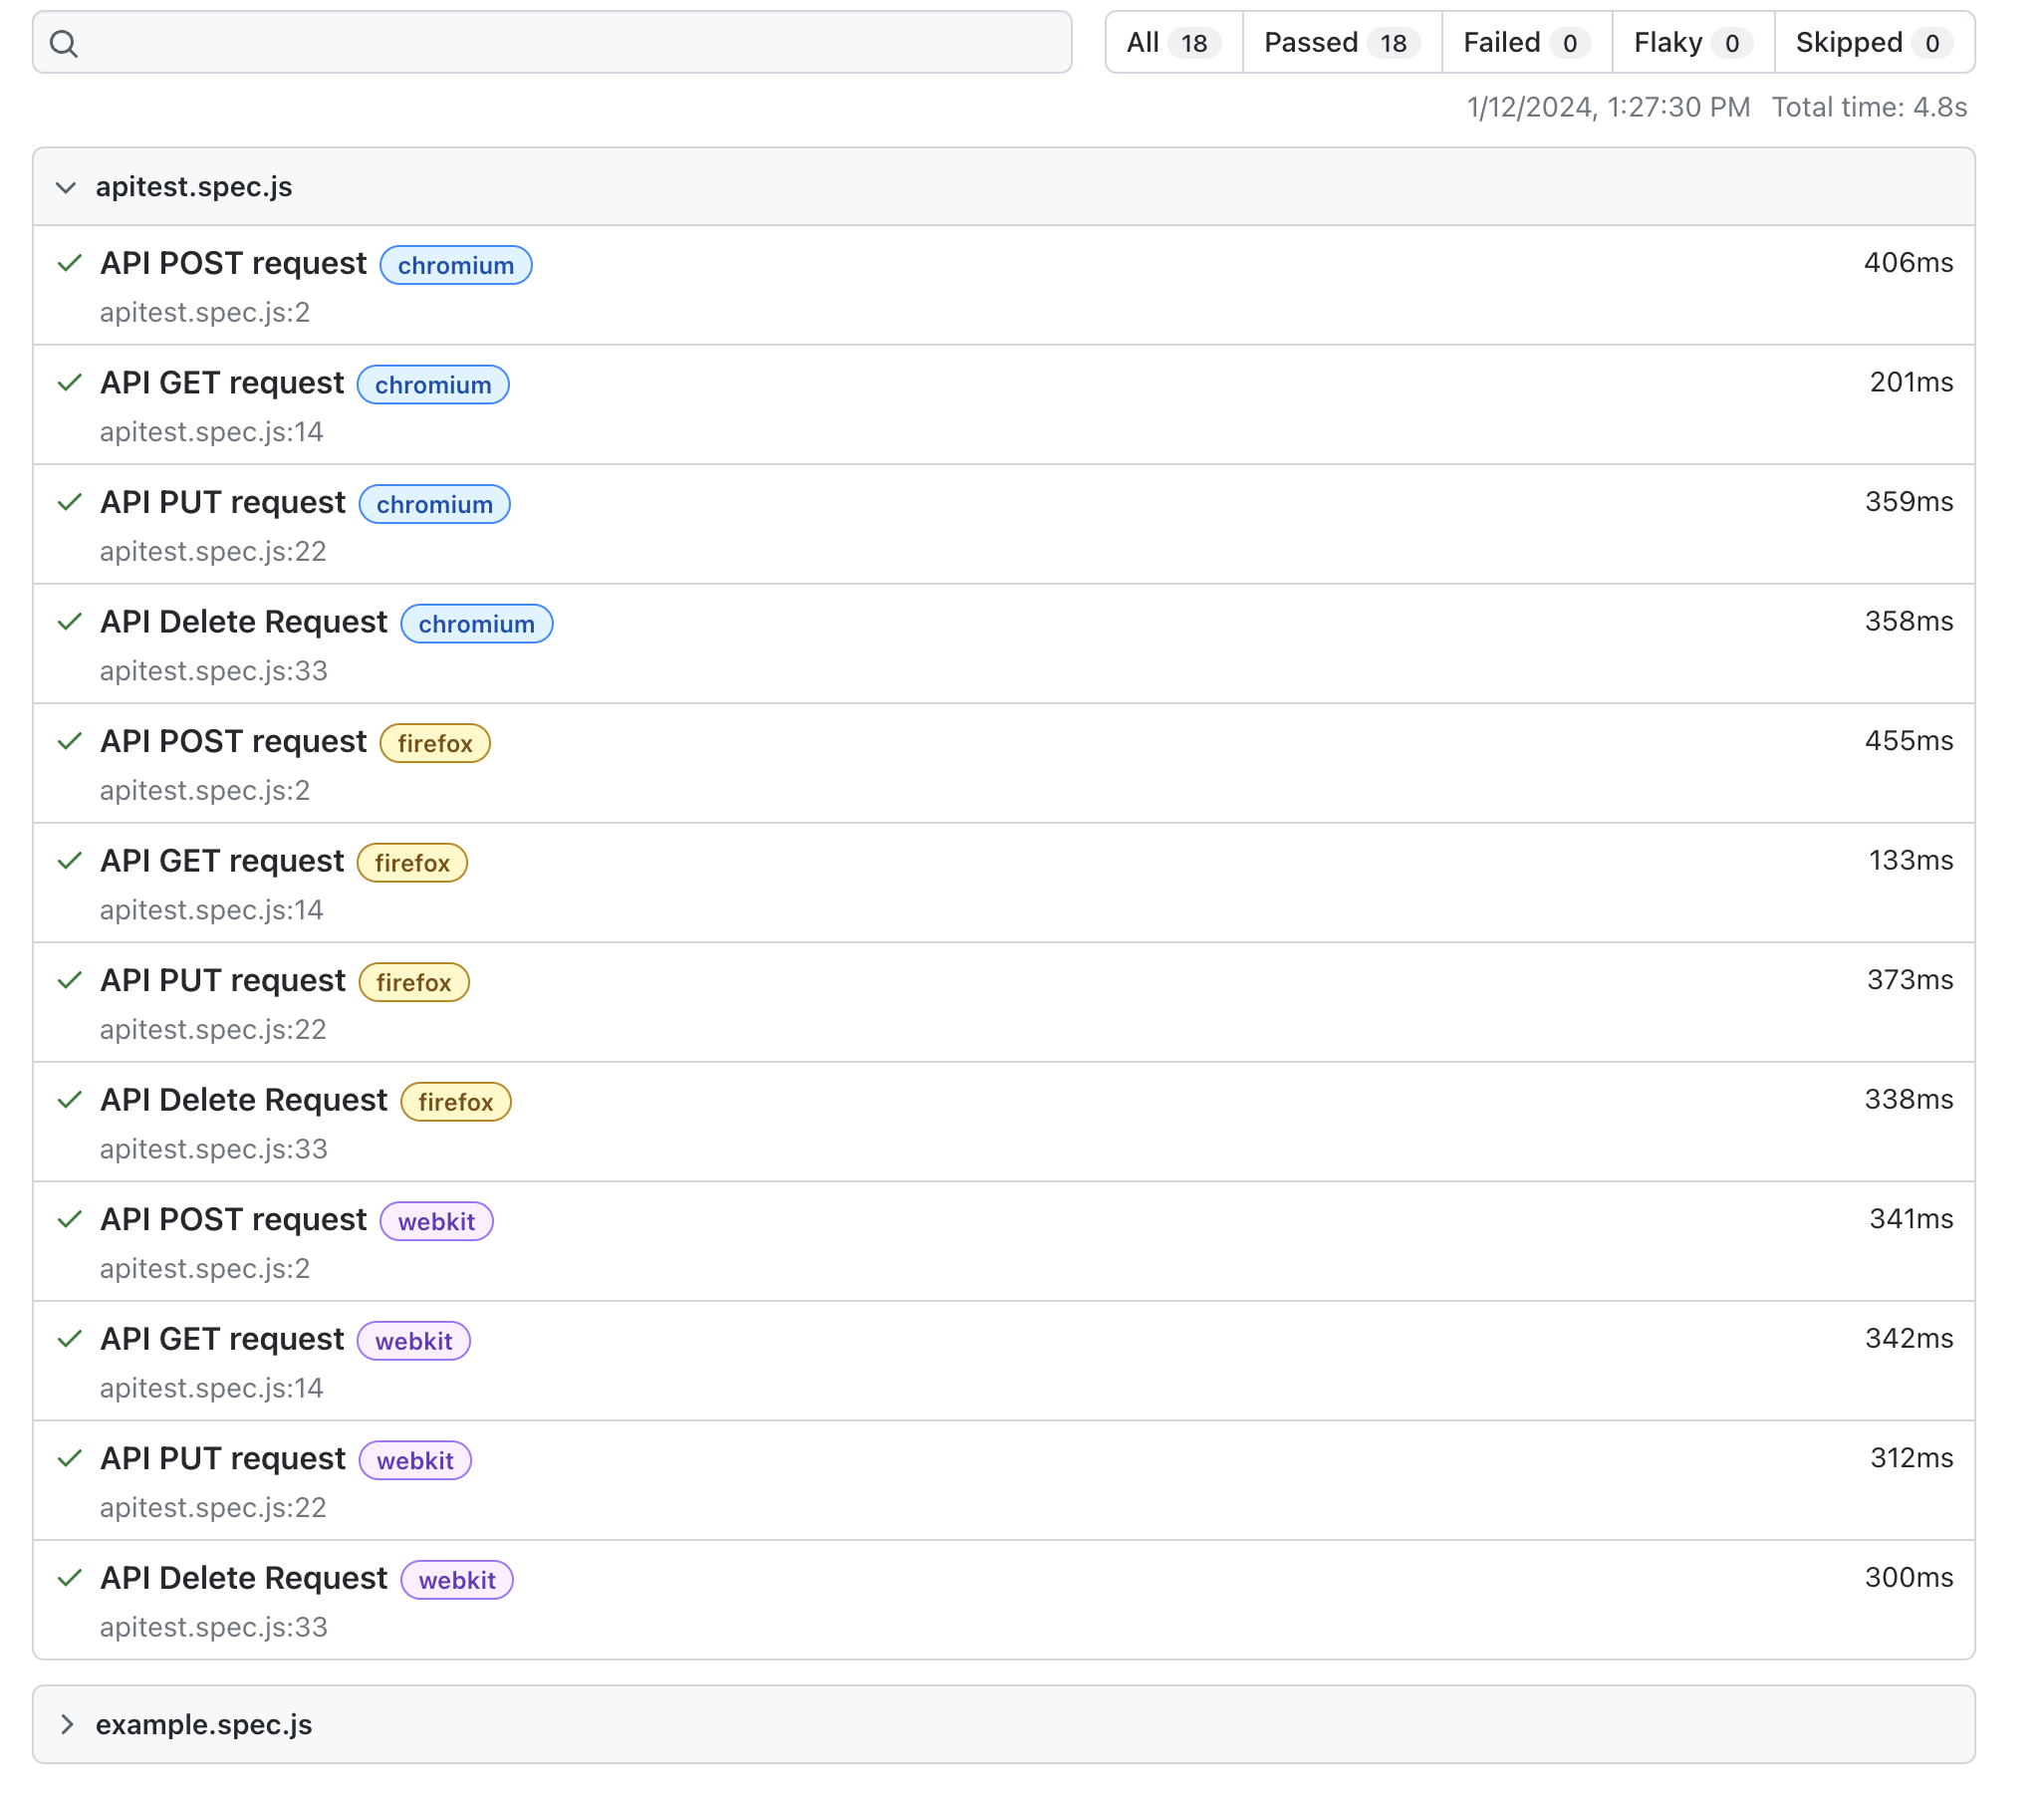 All 18 Passed 18 Failed 0 Flaky 0 Skipped 0
1/12/2024, 1:27:30 PM Total time: 4.8s
apitest.spec.js
API POST request chromium 406ms
apitest.spec.js:2
API GET request chromium 201ms
apitest.spec.js:14
API PUT request chromium 359ms
apitest.spec.js:22
API Delete Request chromium 358ms
apitest.spec.js:33
API POST request firefox 455ms
apitest.spec.js:2
API GET request firefox 133ms
apitest.spec.js:14
API PUT request firefox 373ms
apitest.spec.js:22
API Delete Request firefox 338ms
apitest.spec.js:33
API POST request webkit 341ms
apitest.spec.js:2
API GET request webkit 342ms
apitest.spec.js:14
API PUT request webkit 312ms
apitest.spec.js:22
API Delete Request webkit 300ms
apitest.spec.js:33
example.spec.js